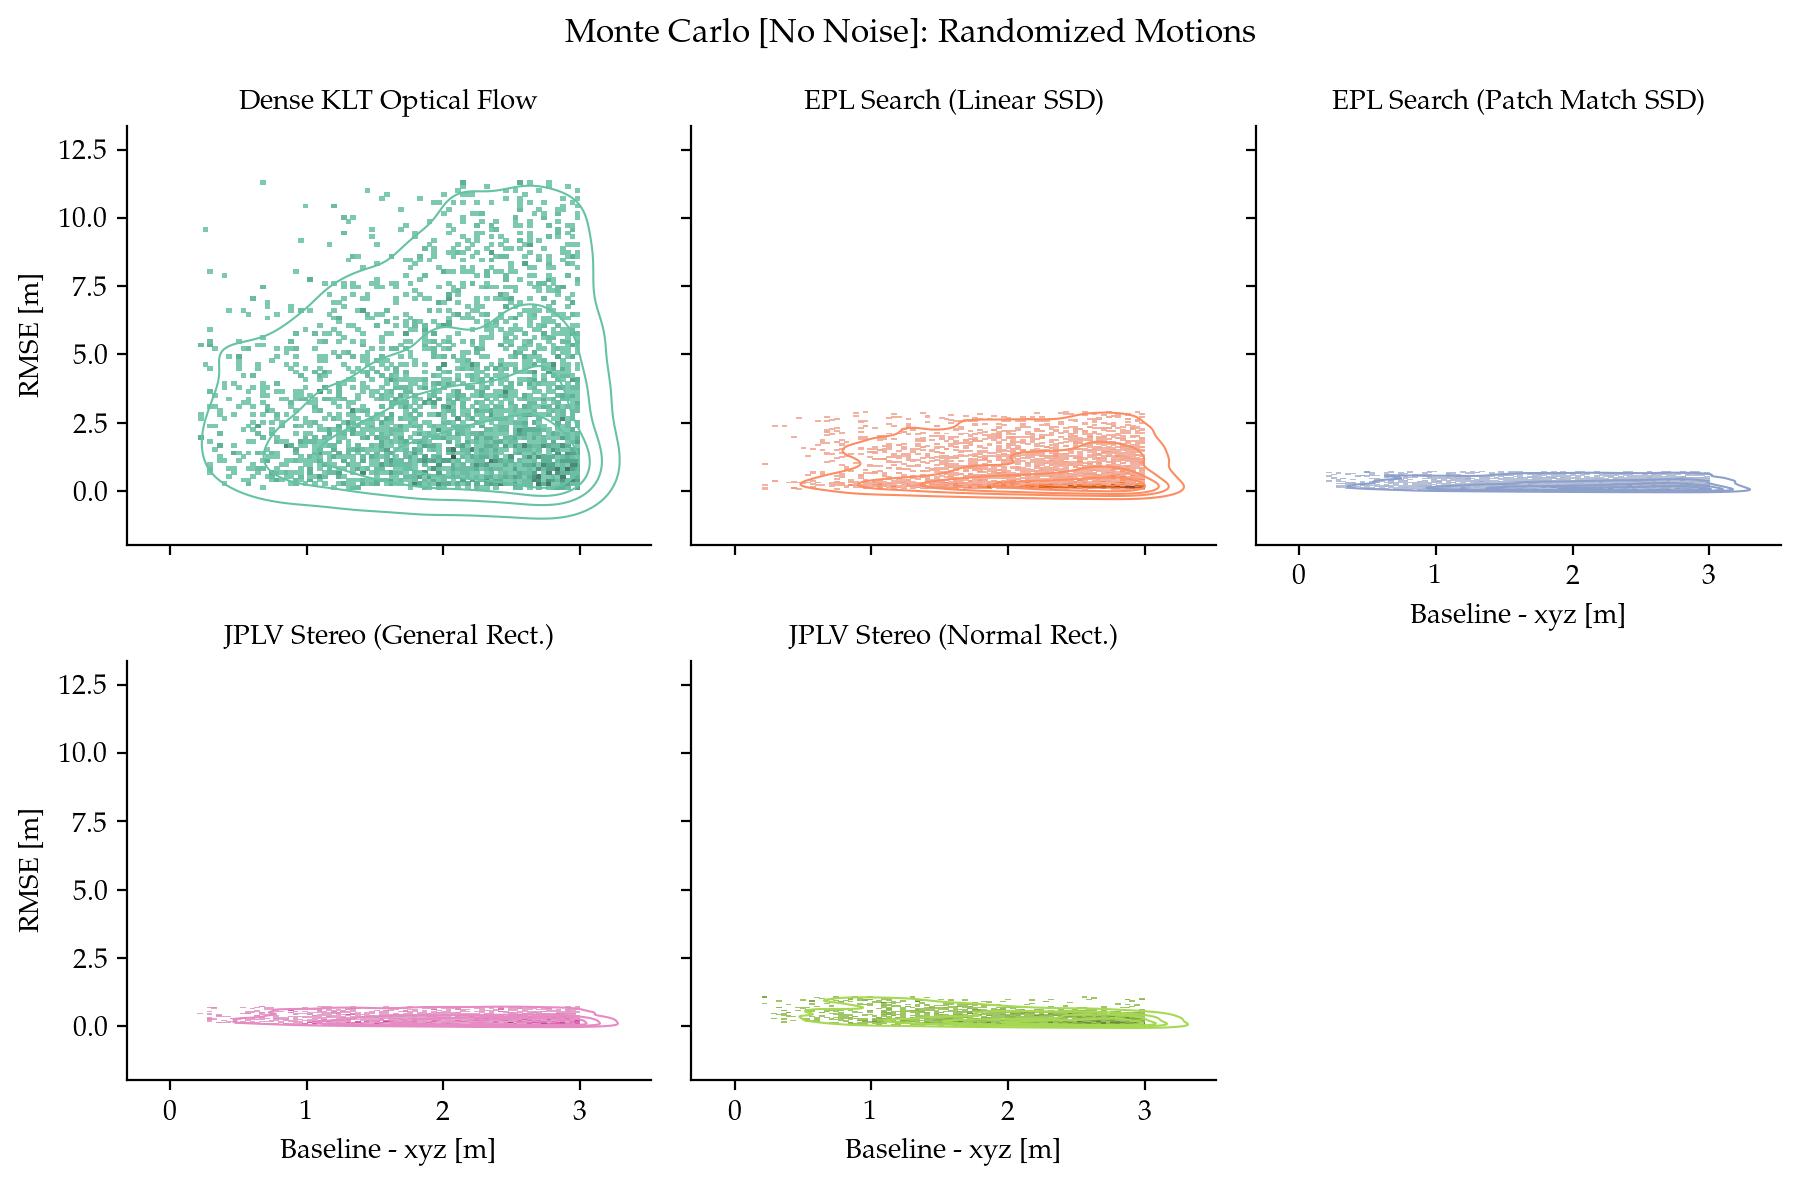 Monte Carlo [No Noise]: Randomized Motions
Dense KLT Optical Flow
EPL Search (Linear SSD)
EPL Search (Patch Match SSD)
12.5
10.0
7.5
5.0
2.5
0.0
RMSE [m]
0 1 2 3
Baseline - xyz [m]
JPLV Stereo (General Rect.)
JPLV Stereo (Normal Rect.)
12.5
10.0
7.5
5.0
2.5
0.0
RMSE [m]
0 1 2 3
Baseline - xyz [m]
0 1 2 3
Baseline - xyz [m]